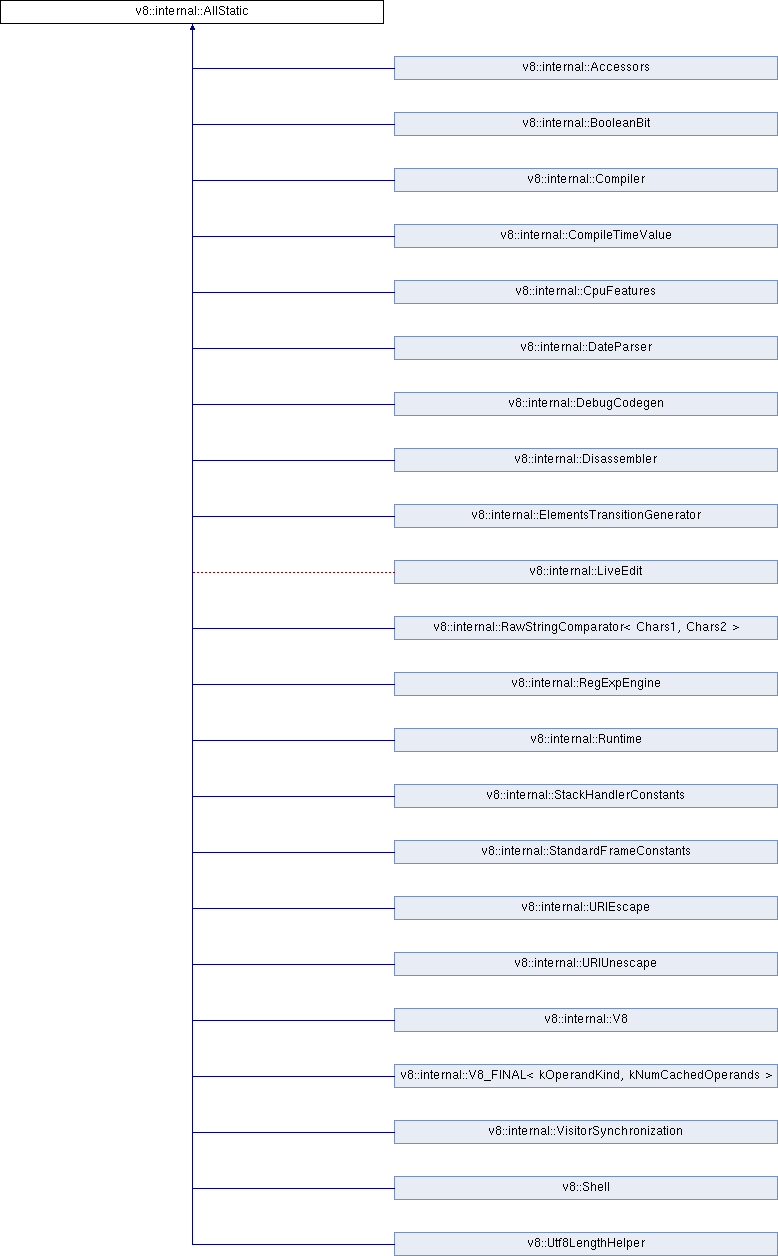 v8::internal::AllStatic
v8::internal::Accessors
v8::internal::BooleanBit
v8::internal::Compiler
v8::internal::CompileTimeValue
v8::internal::CpuFeatures
v8::internal::DateParser
v8::internal::DebugCodegen
v8::internal::Disassembler
v8::internal::ElementsTransitionGenerator
v8::internal::LiveEdit
v8::internal::RawStringComparator< Chars1, Chars2 >
v8::internal::RegExpEngine
v8::internal::Runtime
v8::internal::StackHandlerConstants
v8::internal::StandardFrameConstants
v8::internal::URIEscape
v8::internal::URIUnescape
v8::internal::V8
v8::internal::V8_FINAL< kOperandKind, kNumCachedOperands >
v8::internal::VisitorSynchronization
v8::Shell
v8::Utf8LengthHelper